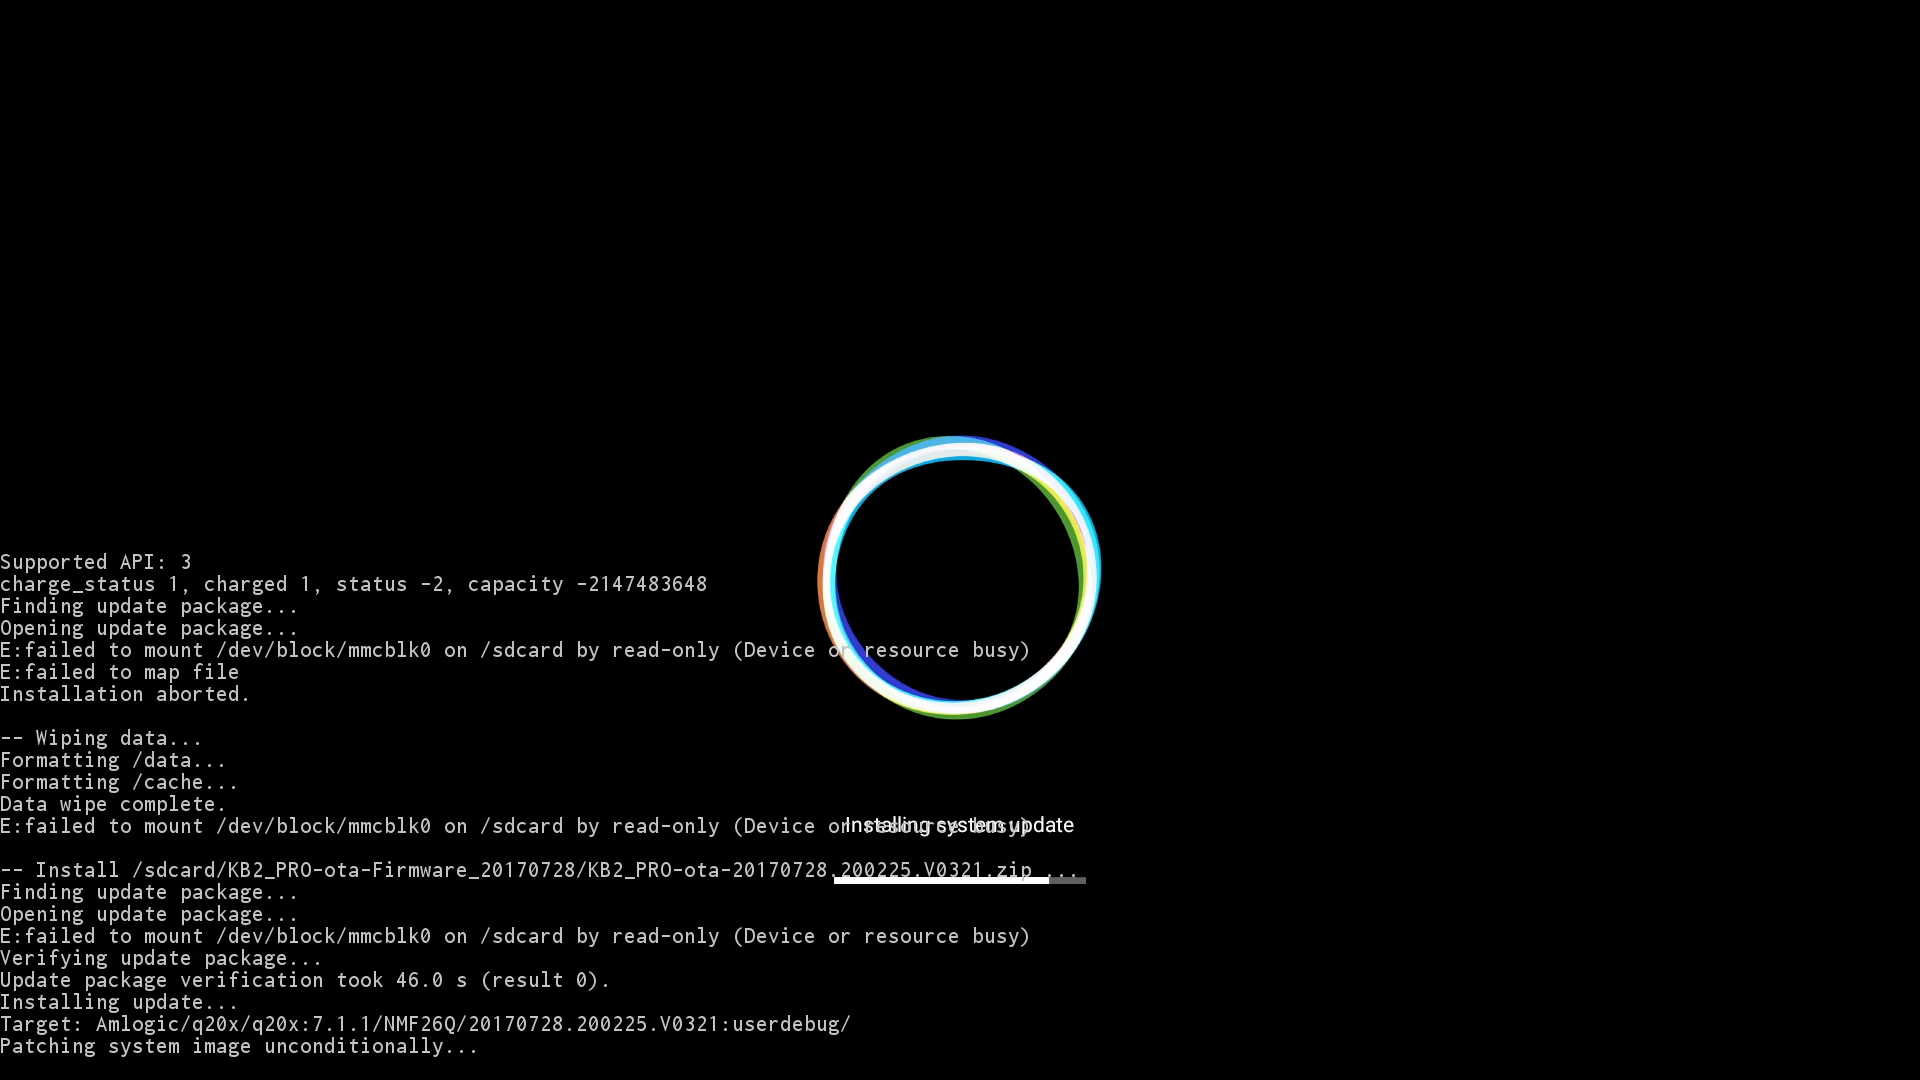 Supported API: 3
charge_status 1, charged 1, status -2, capacity -2147483648
Finding update package...
Opening update package...
E:failed to mount /dev/block/mmcblk0 on /sdcard by read-only (Device or resource busy)
E:failed to map file
Installation aborted.
-- Wiping data...
Formatting /data...
Formatting /cache...
Data wipe complete.
E:failed to mount /dev/block/mmcblk0 on /sdcard by read-only (Device or resource busy)
Installing system update
-- Install /sdcard/KB2_PRO-ota-Firmware_20170728/KB2_PRO-ota-20170728.200225.V0321.zip ...
Finding update package...
Opening update package...
E:failed to mount /dev/block/mmcblk0 on /sdcard by read-only (Device or resource busy)
Verifying update package...
Update package verification took 46.0 s (result 0).
Installing update...
Target: Amlogic/q20x/q20x:7.1.1/NMF26Q/20170728.200225.V0321:userdebug/
Patching system image unconditionally...